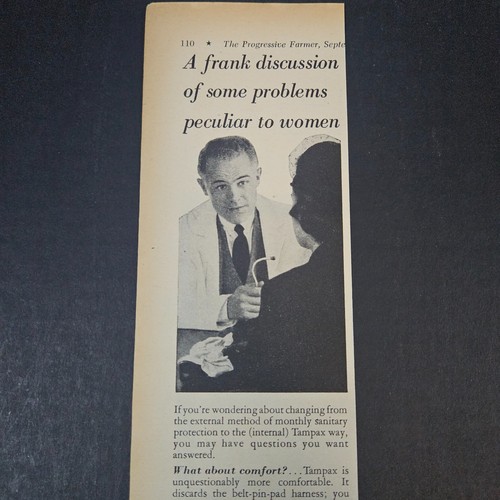 110 ★ The Progressive Farmer, Septe
A frank discussion
of some problems
peculiar to women
If you're wondering about changing from
the external method of monthly sanitary
protection to the (internal) Tampax way,
you may have questions you want
answered.
What about comfort?... Tampax is
unquestionably more comfortable. It
discards the belt-pin-pad harness; you